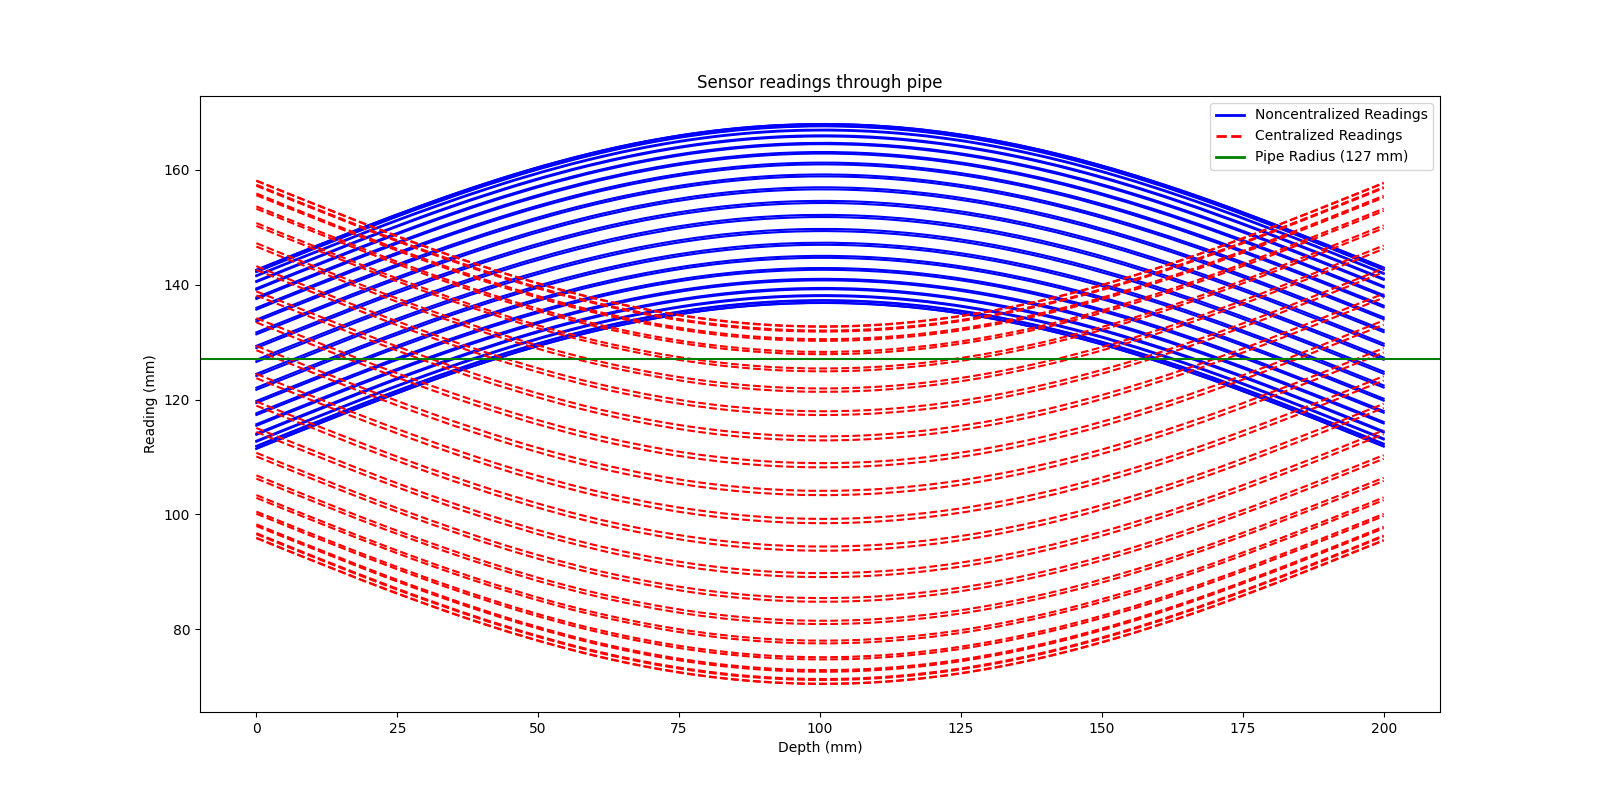 Sensor readings through pipe
Noncentralized Readings
Centralized Readings
Pipe Radius (127 mm)
Reading (mm)
160
140
120
100
80
0 25 50 75 100 125 150 175 200
Depth (mm)